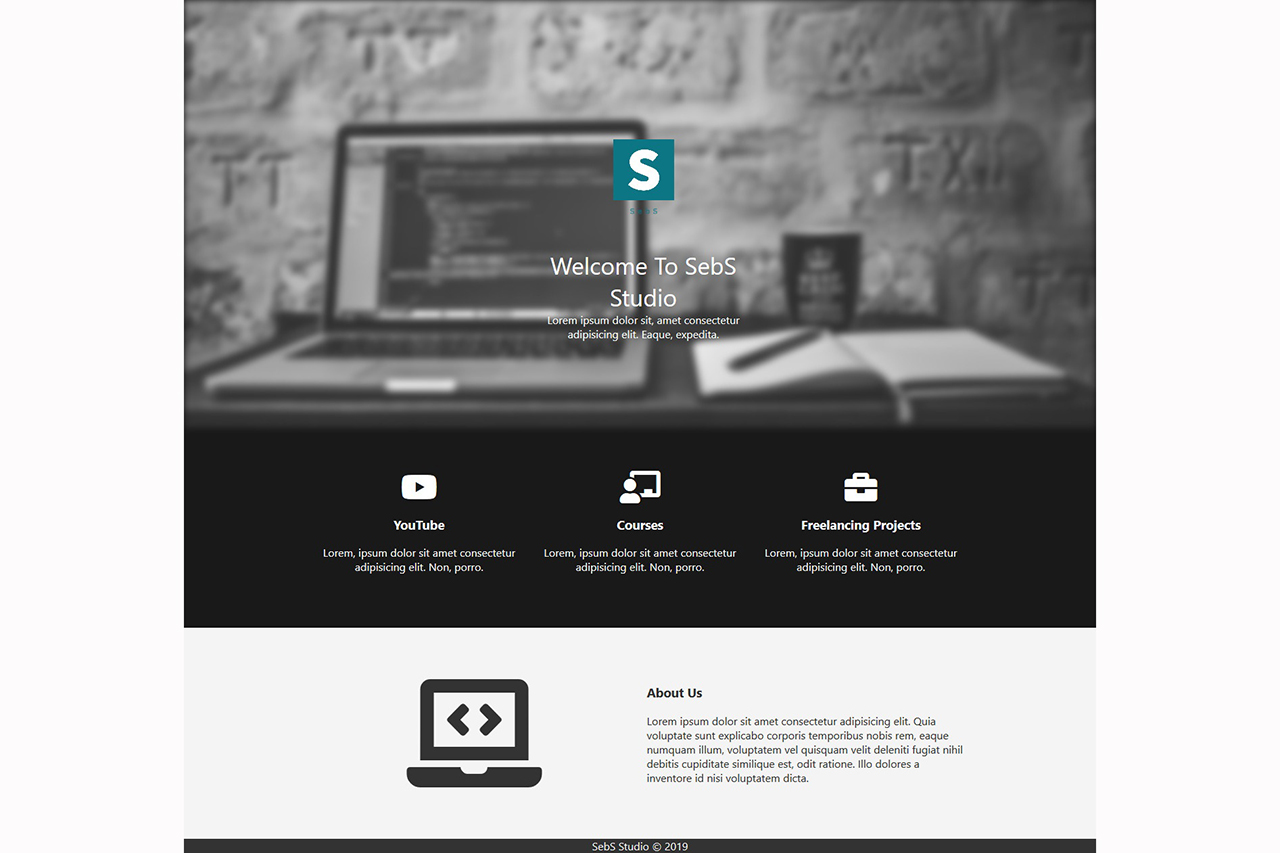 S
SebS
Welcome To SebS
Studio
Lorem ipsum dolor sit, amet consectetur
adipisicing elit. Eaque, expedita.
YouTube
Courses
Freelancing Projects
Lorem, ipsum dolor sit amet consectetur
adipisicing elit. Non, porro.
Lorem, ipsum dolor sit amet consectetur
adipisicing elit. Non, porro.
Lorem, ipsum dolor sit amet consectetur
adipisicing elit. Non, porro.
About Us
Lorem ipsum dolor sit amet consectetur adipisicing elit. Quia
voluptate sunt explicabo corporis temporibus nobis rem, eaque
numquam illum, voluptatem vel quisquam velit deleniti fugiat nihil
debitis cupiditate similique est, odit ratione. Illo dolores a
inventore id nisi voluptatem dicta.
SebS Studio © 2019